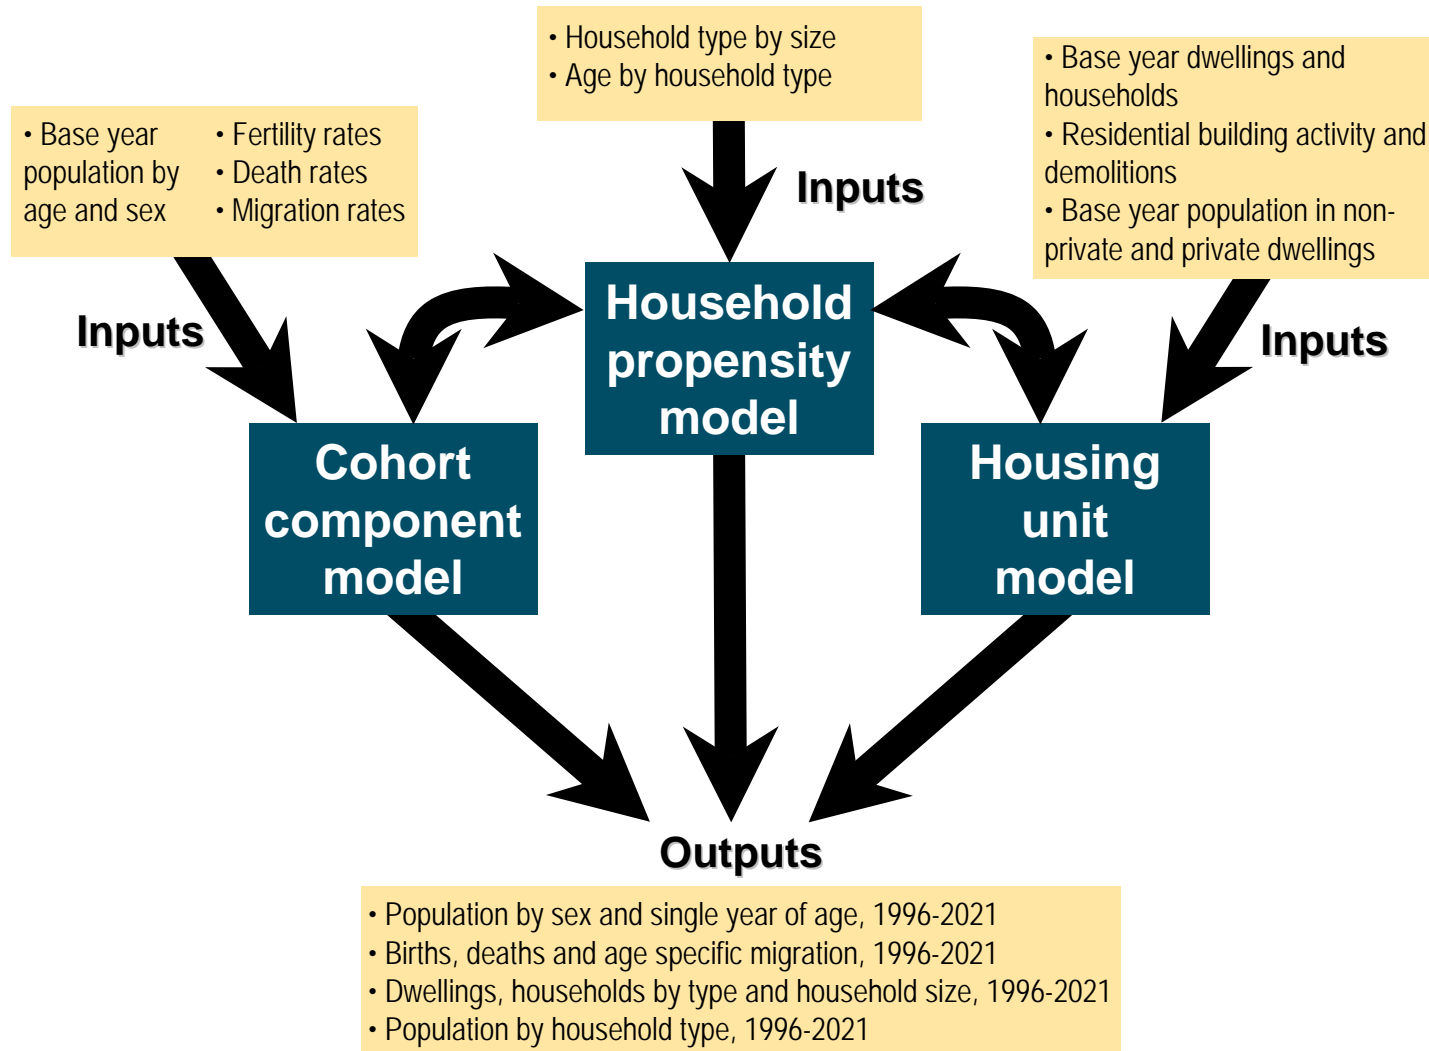 • Household type by size
• Age by household type
• Base year dwellings and
households
• Residential building activity and
demolitions
• Base year population in non-
private and private dwellings
• Base year
population by
age and sex
• Fertility rates
• Death rates
• Migration rates
Inputs
Inputs
Inputs
Household
propensity
model
Cohort
component
model
Housing
unit
model
Outputs
• Population by sex and single year of age, 1996-2021
• Births, deaths and age specific migration, 1996-2021
• Dwellings, households by type and household size, 1996-2021
• Population by household type, 1996-2021